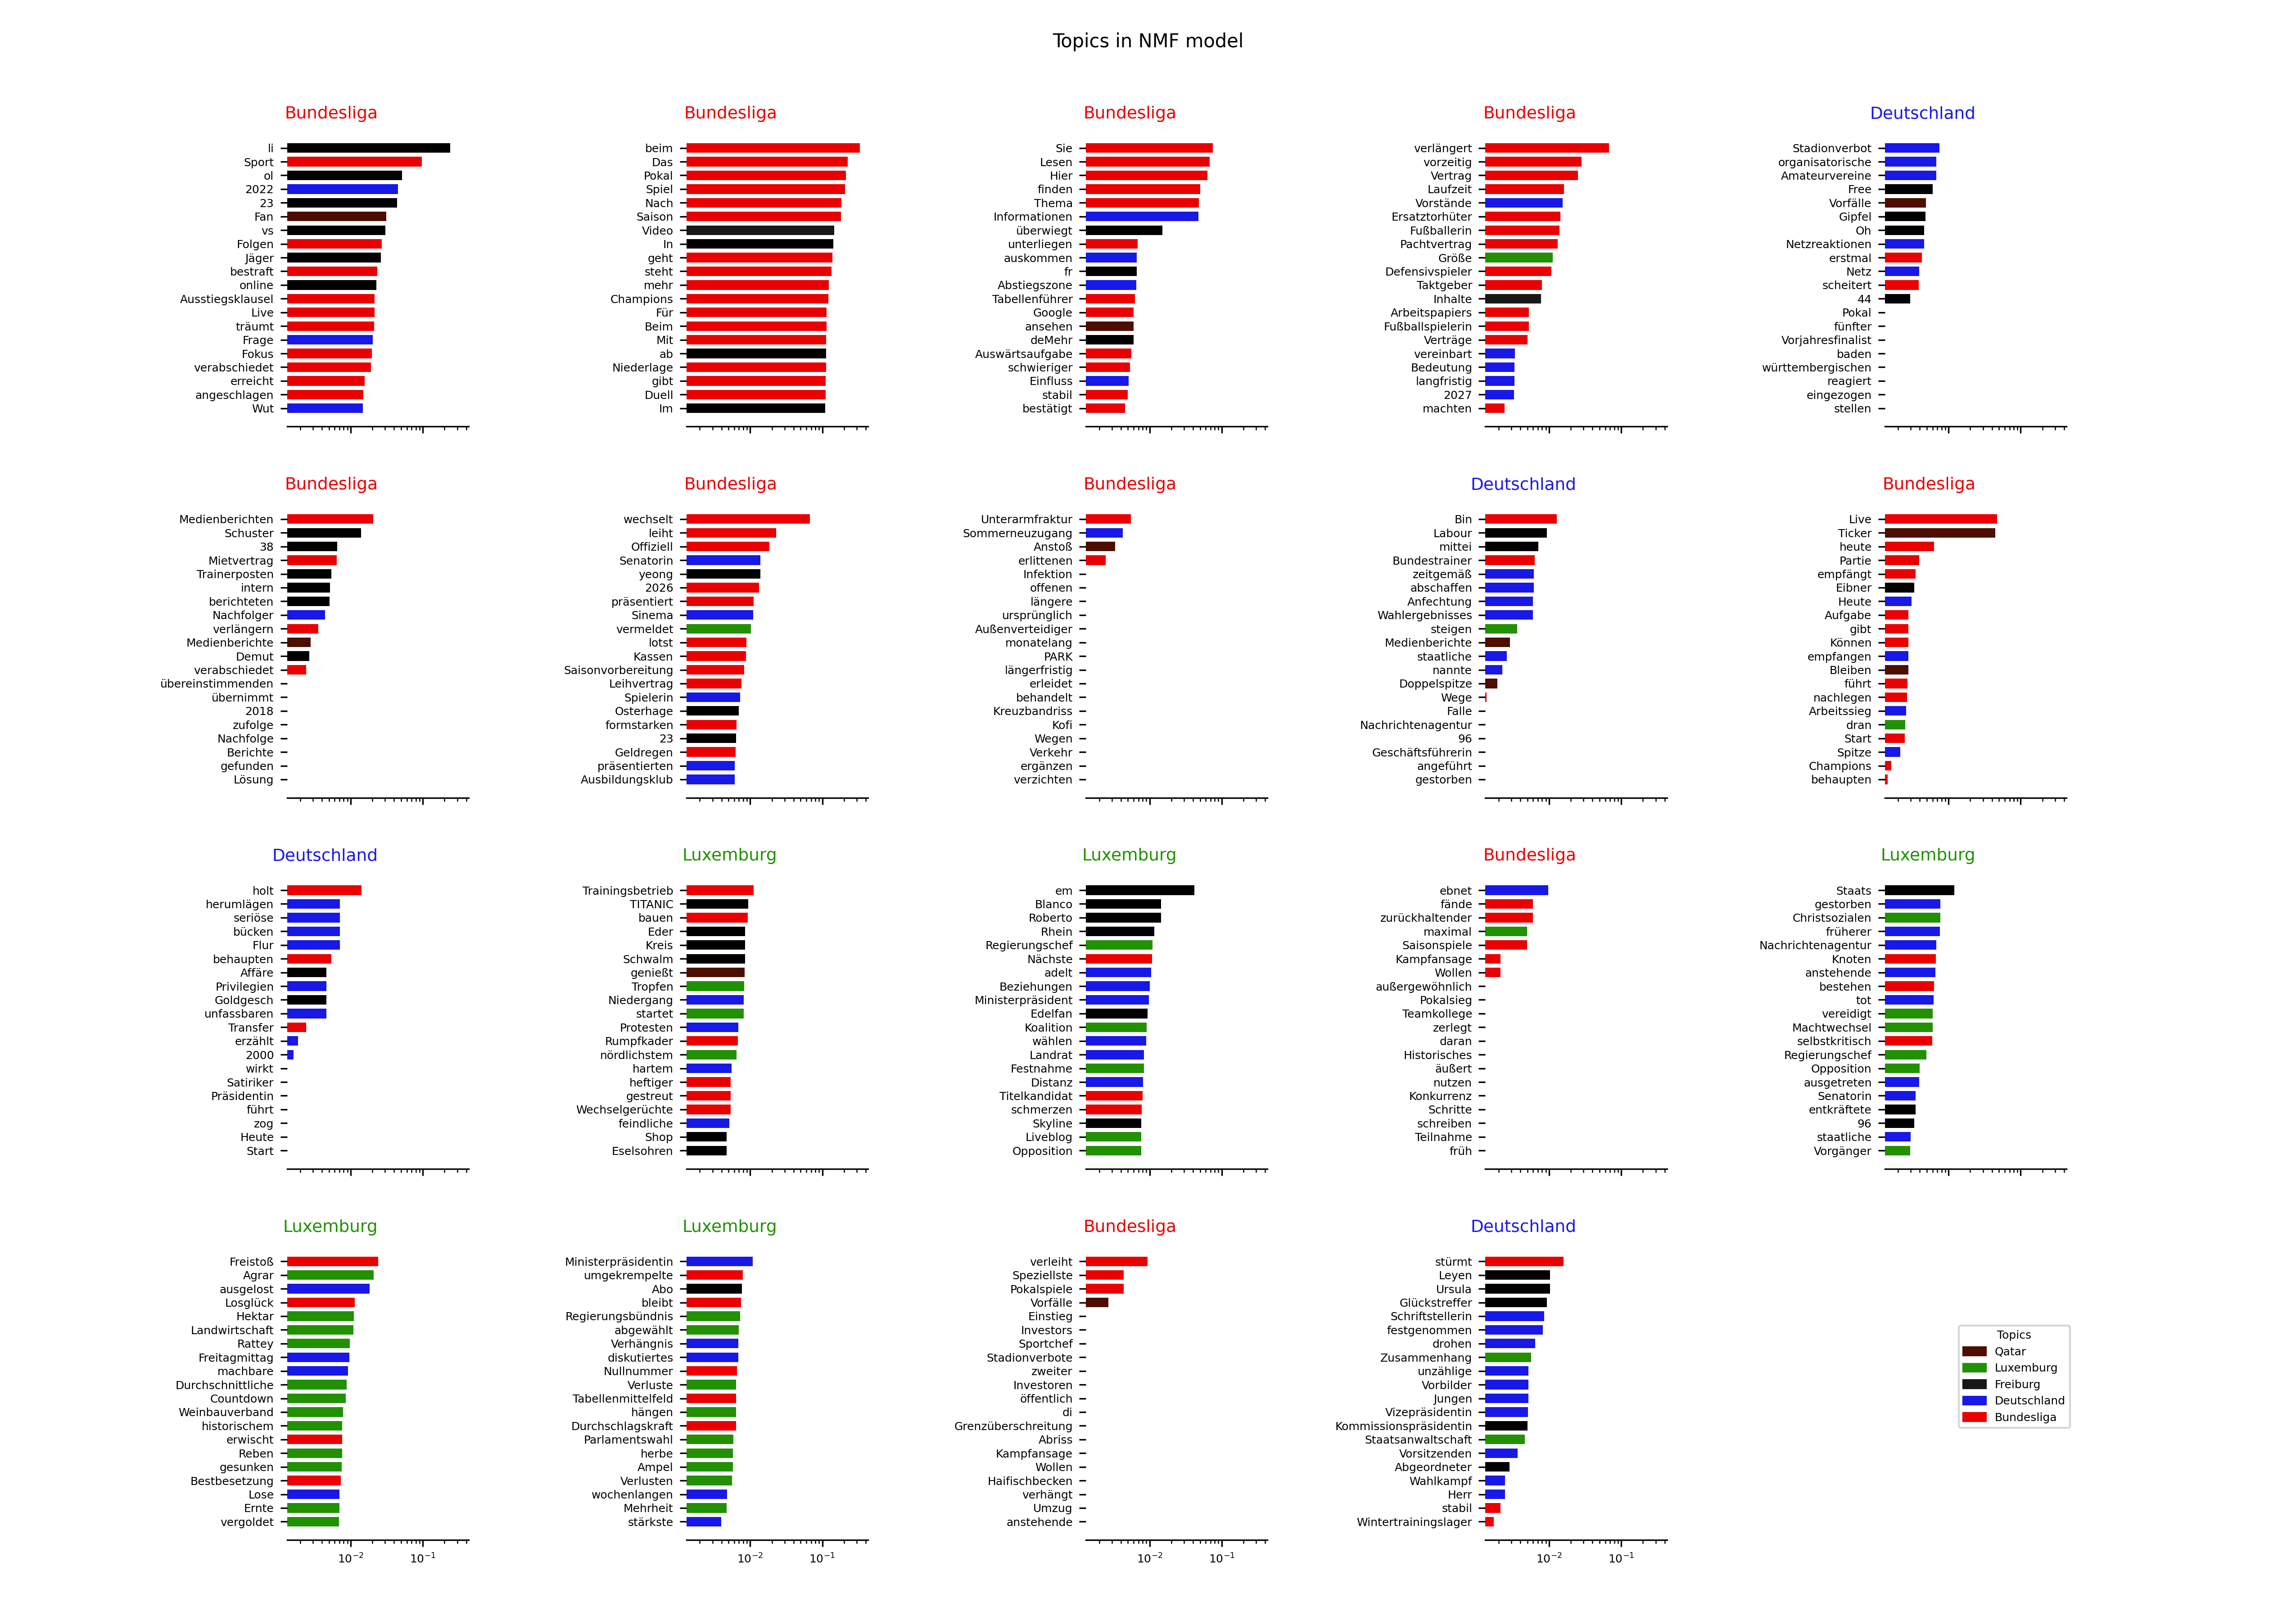 Topics in NMF model
Bundesliga
li
Sport
ol
2022
23
Fan
vs
Folgen
Jäger
bestraft
online
Ausstiegsklausel
Live
träumt
Frage
Fokus
verabschiedet
erreicht
angeschlagen
Wut
Bundesliga
beim
Das
Pokal
Spiel
Nach
Saison
Video
In
geht
steht
mehr
Champions
Für
Beim
Mit
ab
Niederlage
gibt
Duell
Im
Bundesliga
Sie
Lesen
Hier
finden
Thema
Informationen
überwiegt
unterliegen
auskommen
fr
Abstiegszone
Tabellenführer
Google
ansehen
deMehr
Auswärtsaufgabe
schwieriger
Einfluss
stabil
bestätigt
Bundesliga
verlängert
vorzeitig
Vertrag
Laufzeit
Vorstände
Ersatztorhüter
Fußballerin
Pachtvertrag
Größe
Defensivspieler
Taktgeber
Inhalte
Arbeitspapiers
Fußballspielerin
Verträge
vereinbart
Bedeutung
langfristig
2027
machten
Deutschland
Stadionverbot
organisatorische
Amateurvereine
Free
Vorfälle
Gipfel
Oh
Netzreaktionen
erstmal
Netz
scheitert
44
Pokal
fünfter
Vorjahresfinalist
baden
württembergischen
reagiert
eingezogen
stellen
Bundesliga
Medienberichten
Schuster
38
Mietvertrag
Trainerposten
intern
berichteten
Nachfolger
verlängern
Medienberichte
Demut
verabschiedet
übereinstimmenden
übernimmt
2018
zufolge
Nachfolge
Berichte
gefunden
Lösung
Bundesliga
wechselt
leiht
Offiziell
Senatorin
yeong
2026
präsentiert
Sinema
vermeldet
lotst
Kassen
Saisonvorbereitung
Leihvertrag
Spielerin
Osterhage
formstarken
23
Geldregen
präsentierten
Ausbildungsklub
Bundesliga
Unterarmfraktur
Sommerneuzugang
Anstoß
erlittenen
Infektion
offenen
längere
ursprünglich
Außenverteidiger
monatelang
PARK
längerfristig
erleidet
behandelt
Kreuzbandriss
Kofi
Wegen
Verkehr
ergänzen
verzichten
Deutschland
Bin
Labour
mittei
Bundestrainer
zeitgemäß
abschaffen
Anfechtung
Wahlergebnisses
steigen
Medienberichte
staatliche
nannte
Doppelspitze
Wege
Falle
Nachrichtenagentur
96
Geschäftsführerin
angeführt
gestorben
Bundesliga
Live
Ticker
heute
Partie
empfängt
Eibner
Heute
Aufgabe
gibt
Können
empfangen
Bleiben
führt
nachlegen
Arbeitssieg
dran
Start
Spitze
Champions
behaupten
Deutschland
holt
herumlägen
seriöse
bücken
Flur
behaupten
Affäre
Privilegien
Goldgesch
unfassbaren
Transfer
erzählt
2000
wirkt
Satiriker
Präsidentin
führt
zog
Heute
Start
Luxemburg
Trainingsbetrieb
TITANIC
bauen
Eder
Kreis
Schwalm
genießt
Tropfen
Niedergang
startet
Protesten
Rumpfkader
nördlichstem
hartem
heftiger
gestreut
Wechselgerüchte
feindliche
Shop
Eselsohren
Luxemburg
em
Blanco
Roberto
Rhein
Regierungschef
Nächste
adelt
Beziehungen
Ministerpräsident
Edelfan
Koalition
wählen
Landrat
Festnahme
Distanz
Titelkandidat
schmerzen
Skyline
Liveblog
Opposition
Bundesliga
ebnet
fände
zurückhaltender
maximal
Saisonspiele
Kampfansage
Wollen
außergewöhnlich
Pokalsieg
Teamkollege
zerlegt
daran
Historisches
äußert
nutzen
Konkurrenz
Schritte
schreiben
Teilnahme
früh
Luxemburg
Staats
gestorben
Christsozialen
früherer
Nachrichtenagentur
Knoten
anstehende
bestehen
tot
vereidigt
Machtwechsel
selbstkritisch
Regierungschef
Opposition
ausgetreten
Senatorin
entkräftete
96
staatliche
Vorgänger
Luxemburg
Freistoß
Agrar
ausgelost
Losglück
Hektar
Landwirtschaft
Rattey
Freitagmittag
machbare
Durchschnittliche
Countdown
Weinbauverband
historischem
erwischt
Reben
gesunken
Bestbesetzung
Lose
Ernte
vergoldet
10⁻² 10⁻¹
Luxemburg
Ministerpräsidentin
umgekrempelte
Abo
bleibt
Regierungsbündnis
abgewählt
Verhängnis
diskutiertes
Nullnummer
Verluste
Tabellenmittelfeld
hängen
Durchschlagskraft
Parlamentswahl
herbe
Ampel
Verlusten
wochenlangen
Mehrheit
stärkste
10⁻² 10⁻¹
Bundesliga
verleiht
Speziellste
Pokalspiele
Vorfälle
Einstieg
Investors
Sportchef
Stadionverbote
zweiter
Investoren
öffentlich
di
Grenzüberschreitung
Abriss
Kampfansage
Wollen
Haifischbecken
verhängt
Umzug
anstehende
10⁻² 10⁻¹
Deutschland
stürmt
Leyen
Ursula
Glückstreffer
Schriftstellerin
festgenommen
drohen
Zusammenhang
unzählige
Vorbilder
Jungen
Vizepräsidentin
Kommissionspräsidentin
Staatsanwaltschaft
Vorsitzenden
Abgeordneter
Wahlkampf
Herr
stabil
Wintertrainingslager
10⁻² 10⁻¹
Topics
Qatar
Luxemburg
Freiburg
Deutschland
Bundesliga